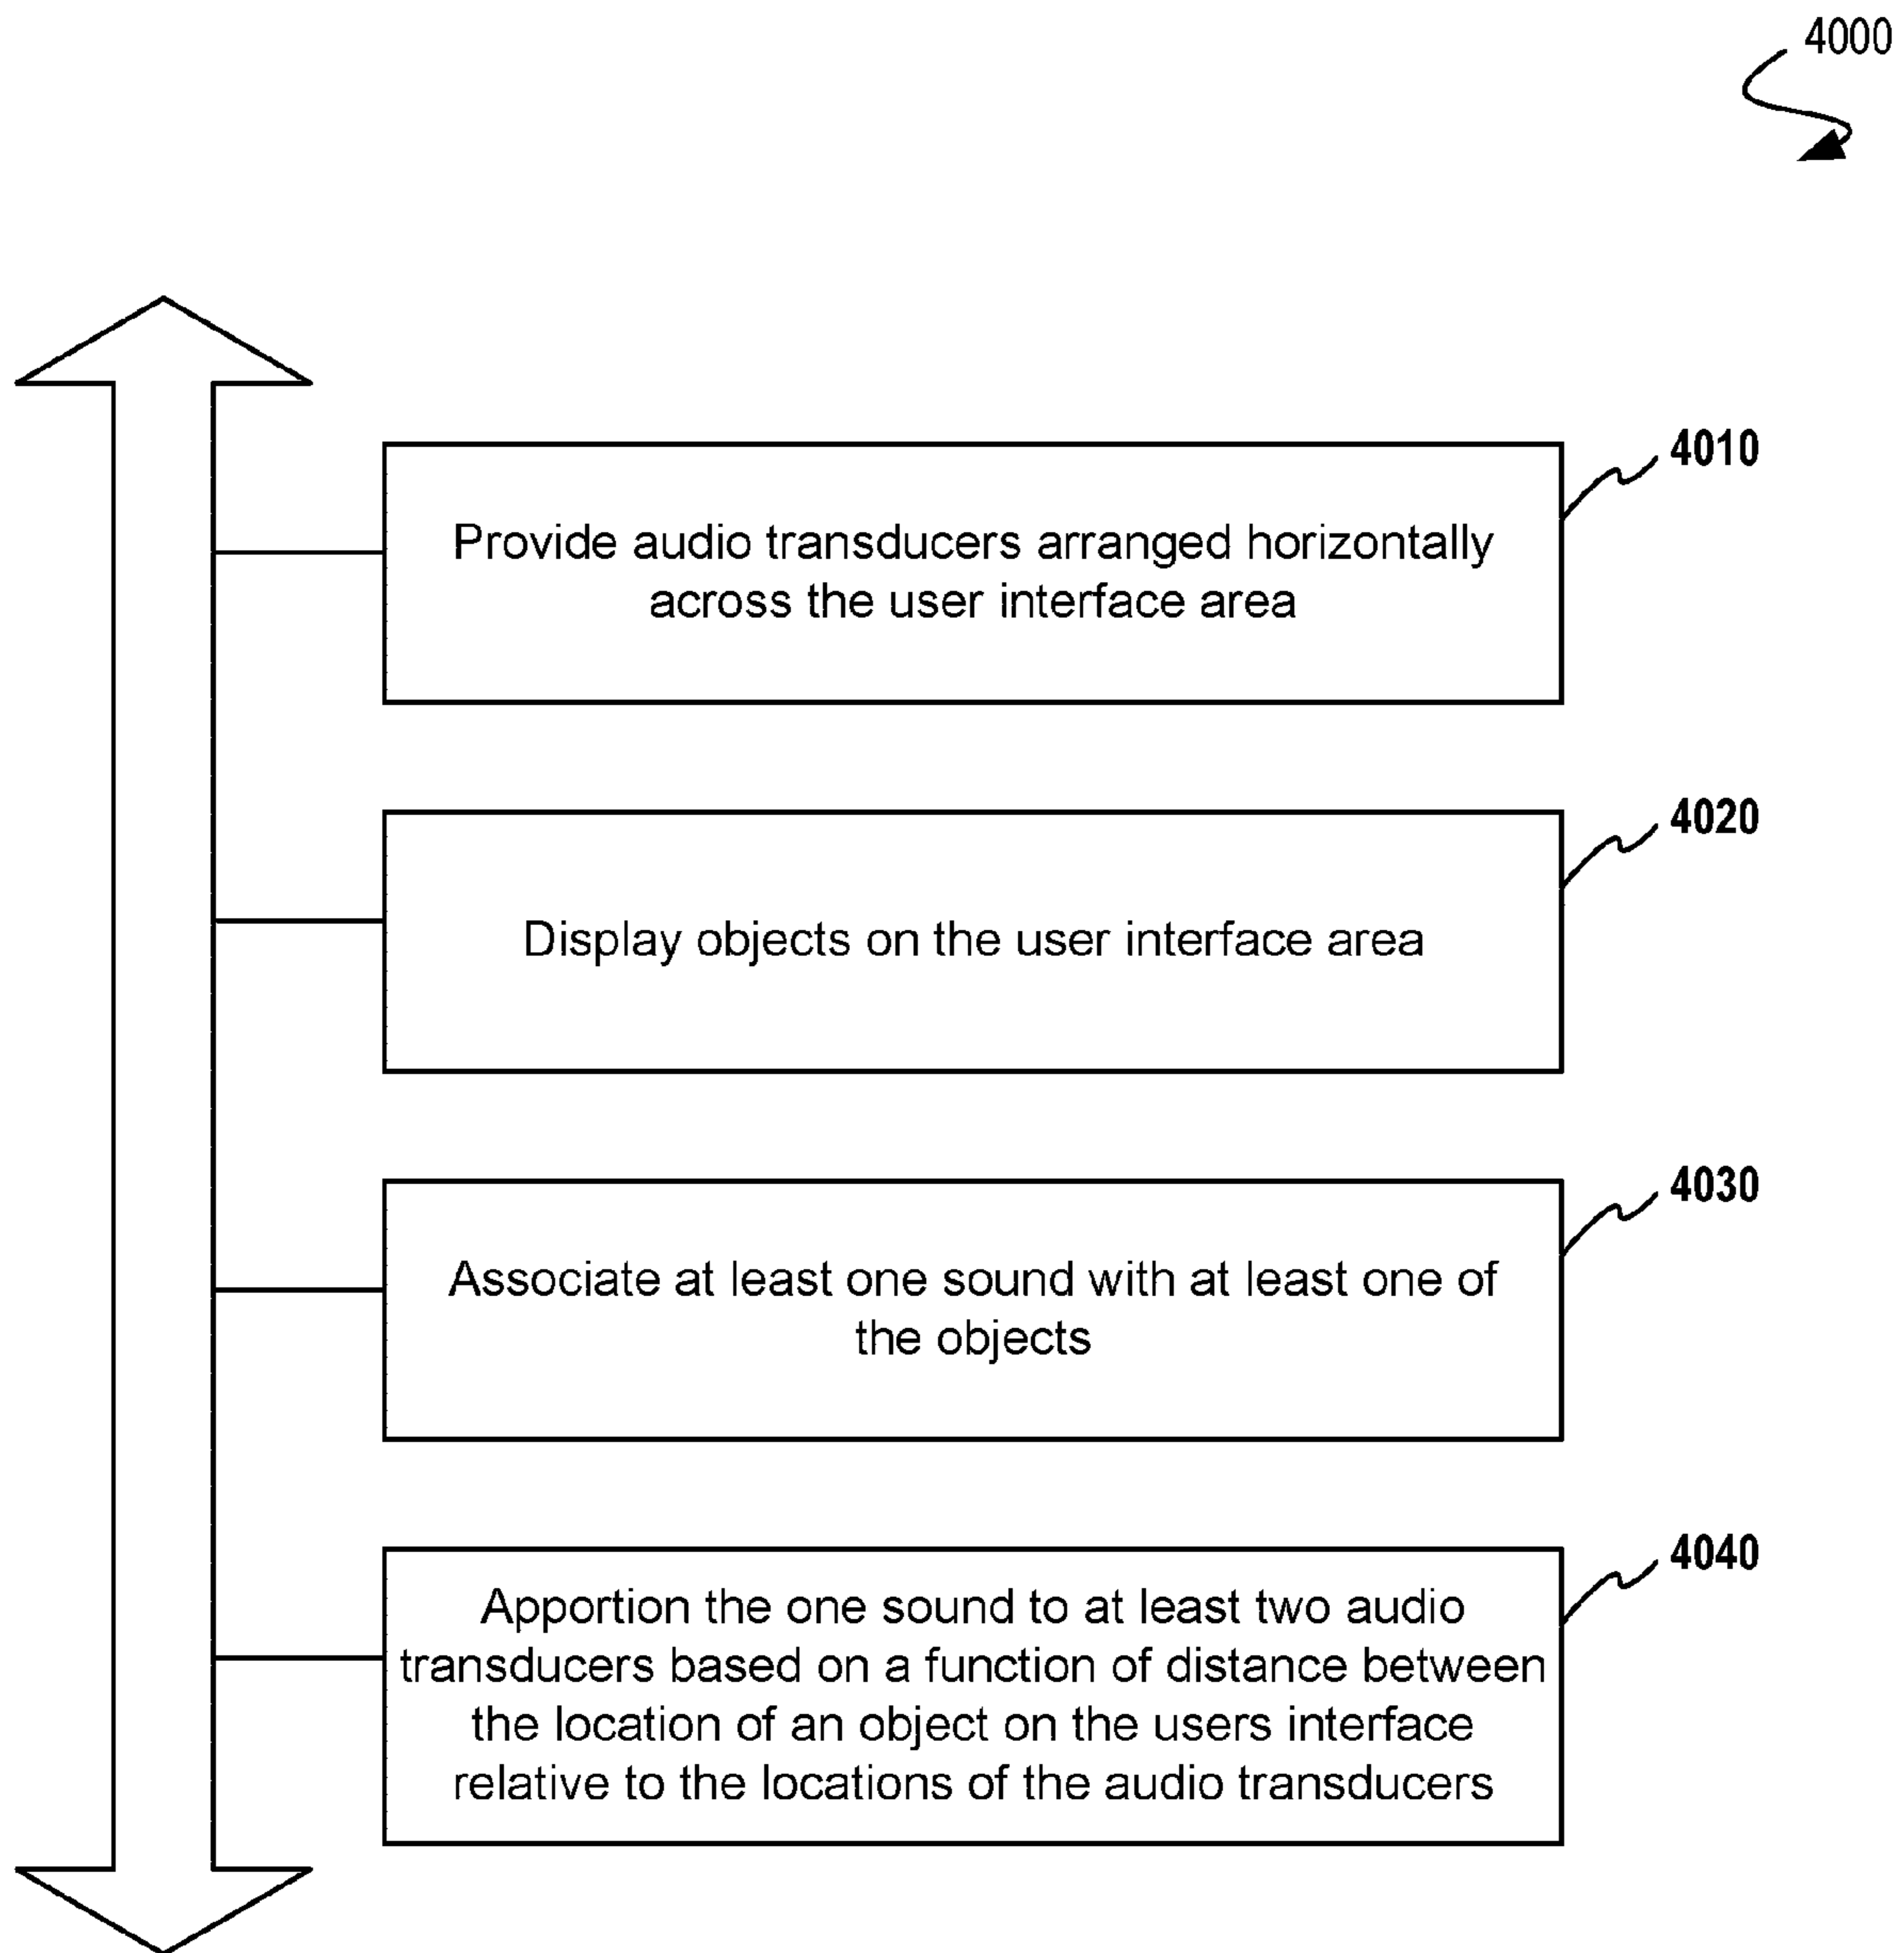 4000
4010
Provide audio transducers arranged horizontally
across the user interface area
4020
Display objects on the user interface area
4030
Associate at least one sound with at least one of
the objects
4040
Apportion the one sound to at least two audio
transducers based on a function of distance between
the location of an object on the users interface
relative to the locations of the audio transducers